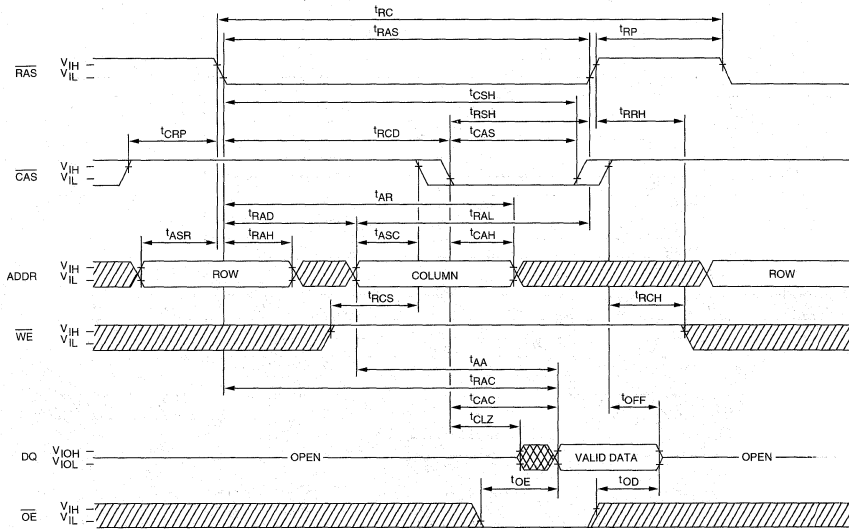 tRC
tRAS tRP
RAS VIH VIL
tCSH
tRSH tRRH
tCRP tRCD tCAS
CAS VIH VIL
tAR
tRAD tRAL
tASR tRAH tASC tCAH
ADDR VIH VIL ROW COLUMN ROW
tRCS tRCH
WE VIH VIL
tAA
tRAC
tCAC tOFF
tCLZ
DQ VIOH VIOL OPEN VALID DATA OPEN
tOE tOD
OE VIH VIL